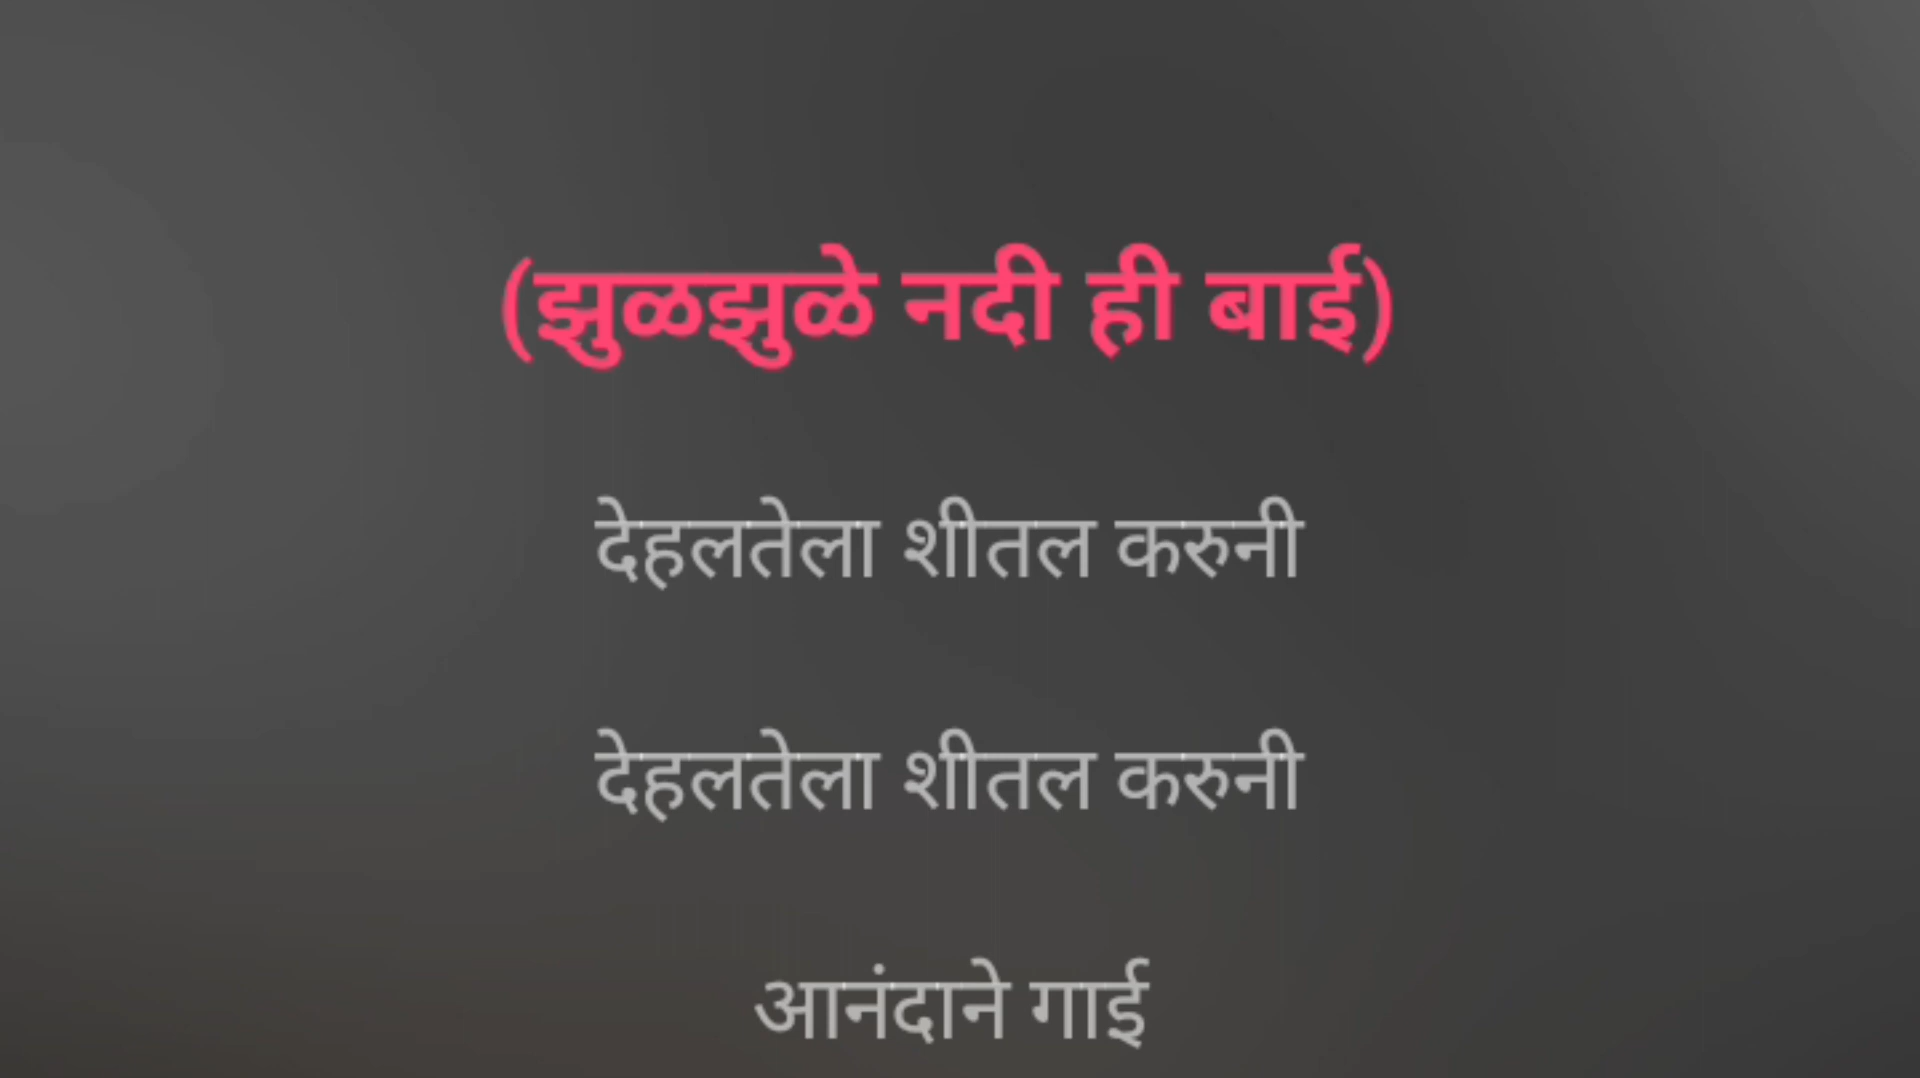 (झुळझुळे नदी ही बाई)
देहलतेला शीतल करुनी
देहलतेला शीतल करुनी
आनंदाने गाई